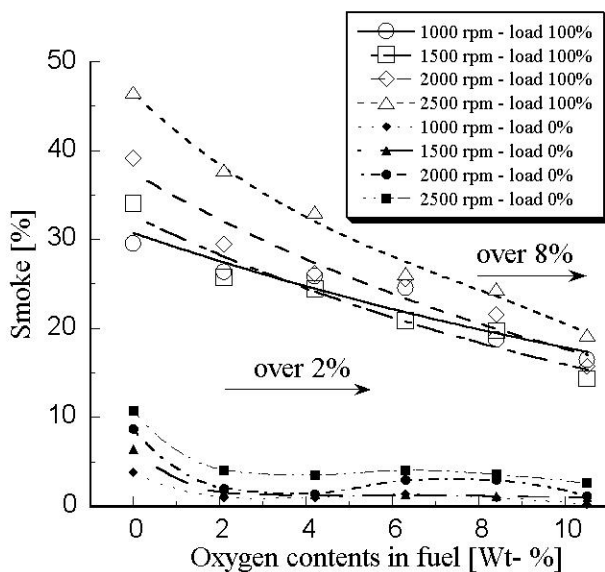 1000 rpm - load 100%
1500 rpm - load 100%
2000 rpm - load 100%
2500 rpm - load 100%
1000 rpm - load 0%
1500 rpm - load 0%
2000 rpm - load 0%
2500 rpm - load 0%
50
40
30
20
10
0
Smoke [%]
over 8%
over 2%
0 2 4 6 8 10
Oxygen contents in fuel [Wt- %]